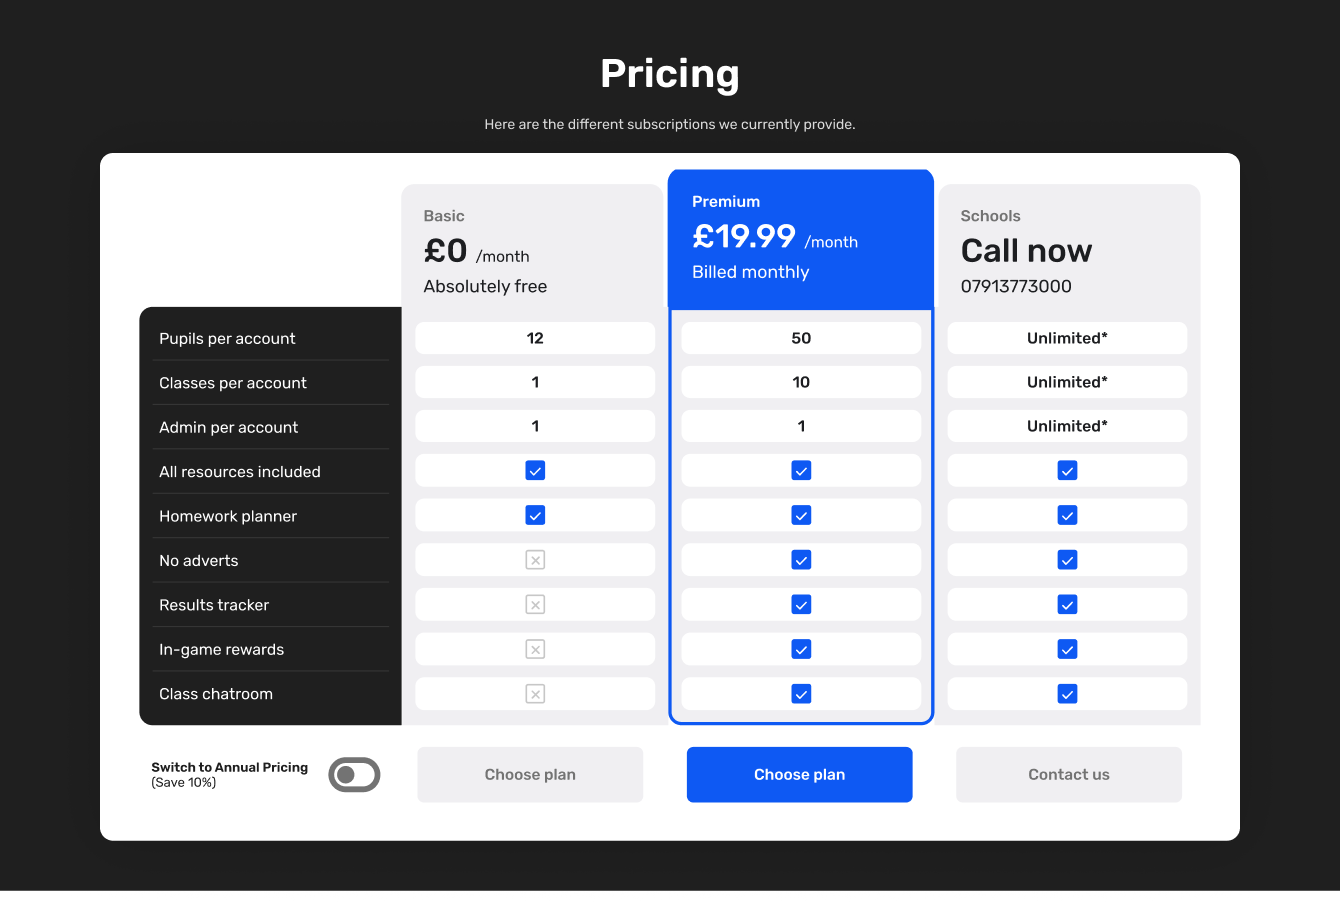 Pricing
Here are the different subscriptions we currently provide.
Basic
£0 /month
Absolutely free
Premium
£19.99 /month
Billed monthly
Schools
Call now
07913773000
Pupils per account 12 50 Unlimited*
Classes per account 1 10 Unlimited*
Admin per account 1 1 Unlimited*
All resources included
Homework planner
No adverts
Results tracker
In-game rewards
Class chatroom
Switch to Annual Pricing
(Save 10%)
Choose plan
Choose plan
Contact us